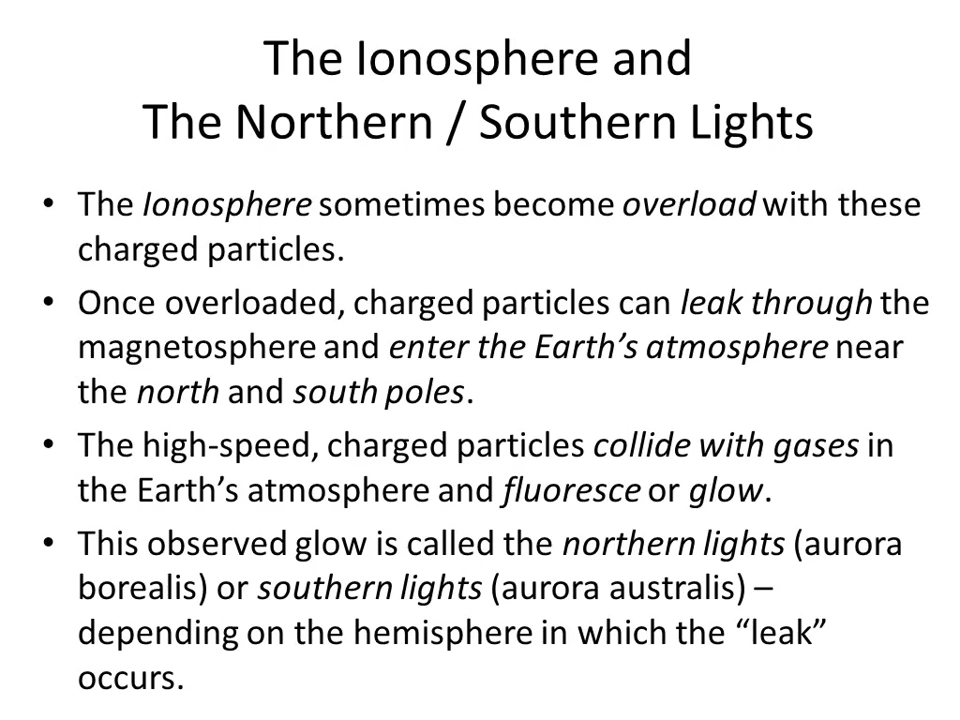 The Ionosphere and
The Northern / Southern Lights
• The Ionosphere sometimes become overload with these
charged particles.
• Once overloaded, charged particles can leak through the
magnetosphere and enter the Earth’s atmosphere near
the north and south poles.
• The high-speed, charged particles collide with gases in
the Earth’s atmosphere and fluoresce or glow.
• This observed glow is called the northern lights (aurora
borealis) or southern lights (aurora australis) –
depending on the hemisphere in which the “leak”
occurs.